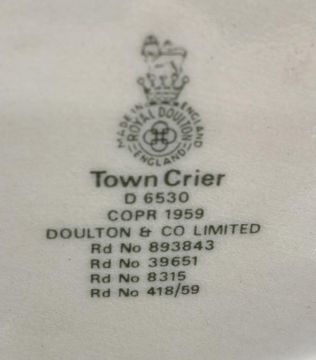 MADE IN ENGLAND
ROYAL DOULTON
ENGLAND
Town Crier
D 6530
COPR 1959
DOULTON & CO LIMITED
Rd No 893843
Rd No 39651
Rd No 8315
Rd No 418/59